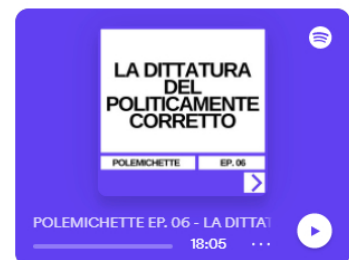 LA DITTATURA
DEL
POLITICAMENTE
CORRETTO
POLEMICHETTE
EP. 06
POLEMICHETTE EP. 06 - LA DITTAT
18:05